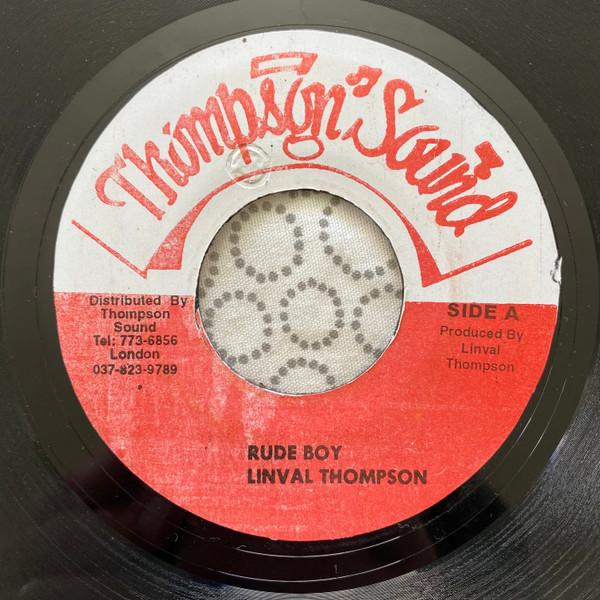 Thompson Sound
Distributed By
Thompson
Sound
Tel: 773-6856
London
037-823-9789
SIDE A
Produced By
Linval
Thompson
RUDE BOY
LINVAL THOMPSON